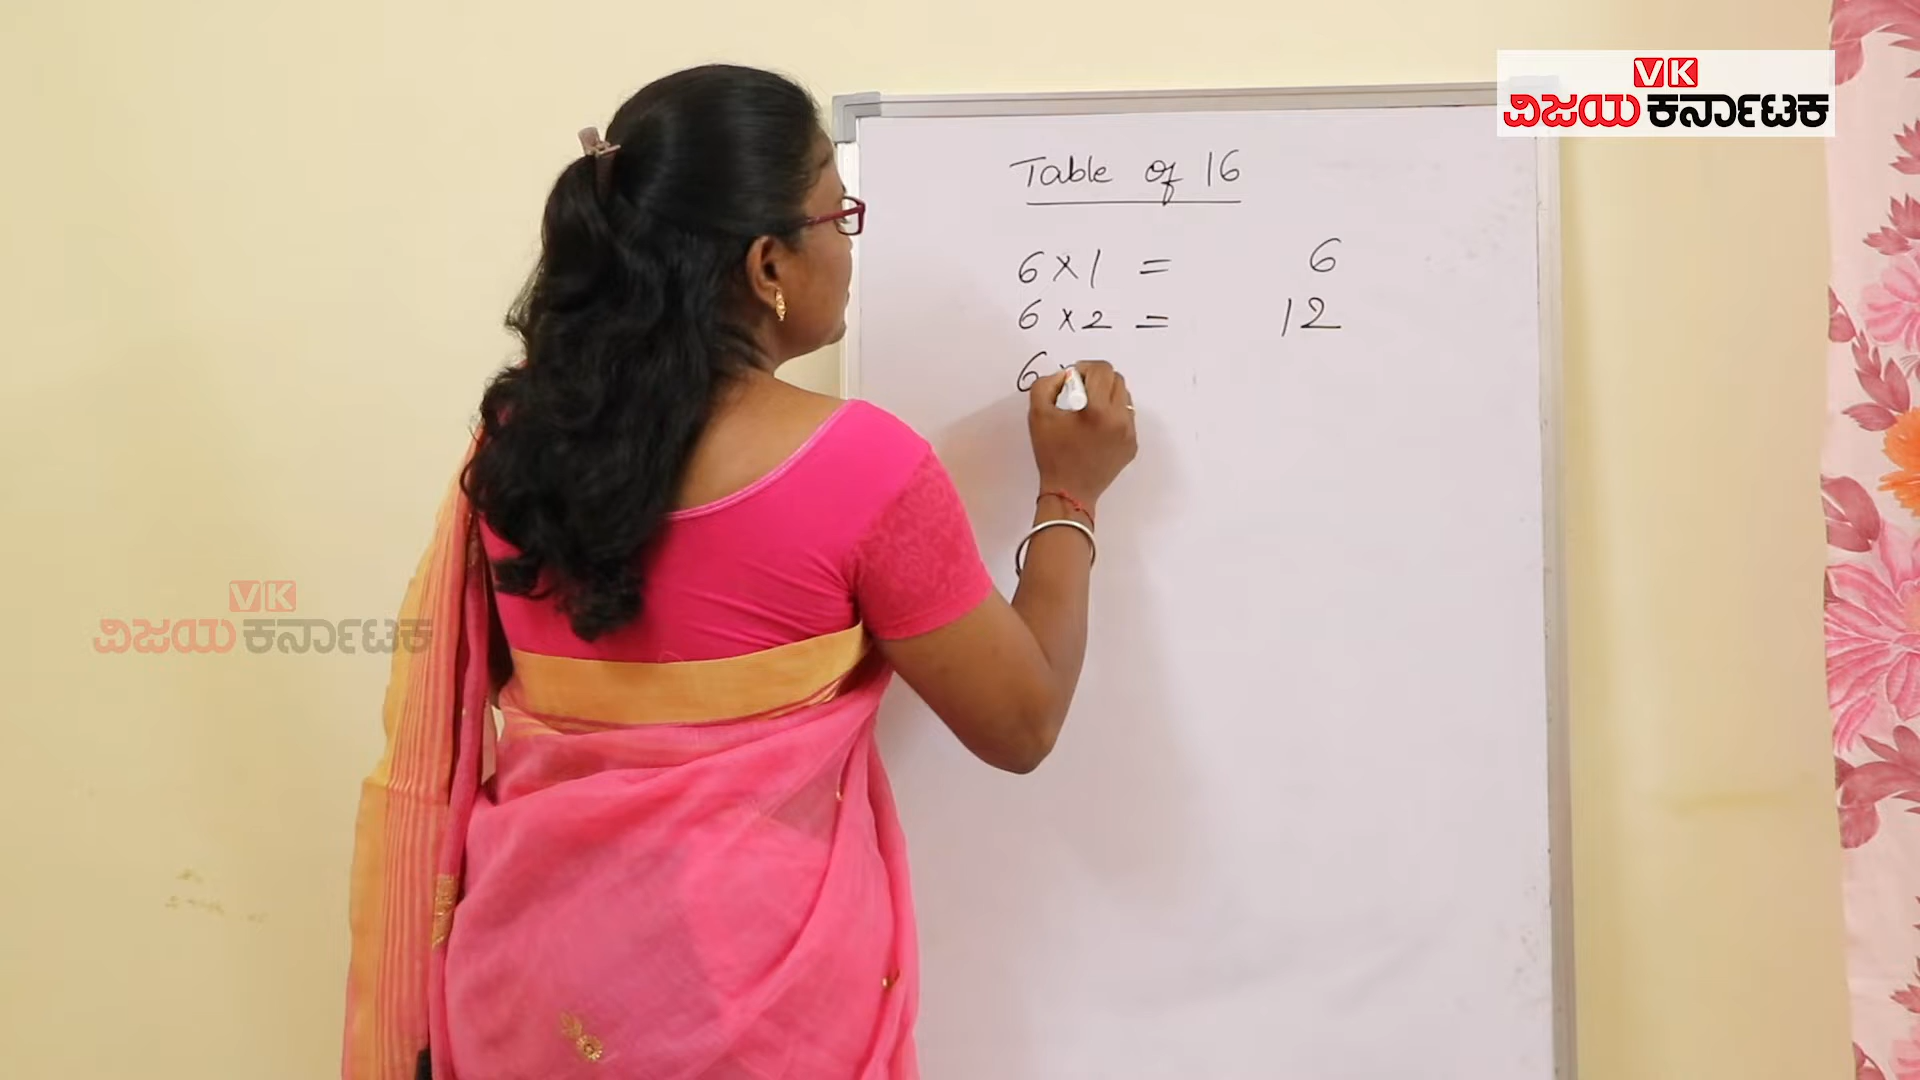 VK
ವಿಜಯ ಕರ್ನಾಟಕ
Table of 16
6 × 1 = 6
6 × 2 = 12
6
VK
ವಿಜಯ ಕರ್ನಾಟಕ